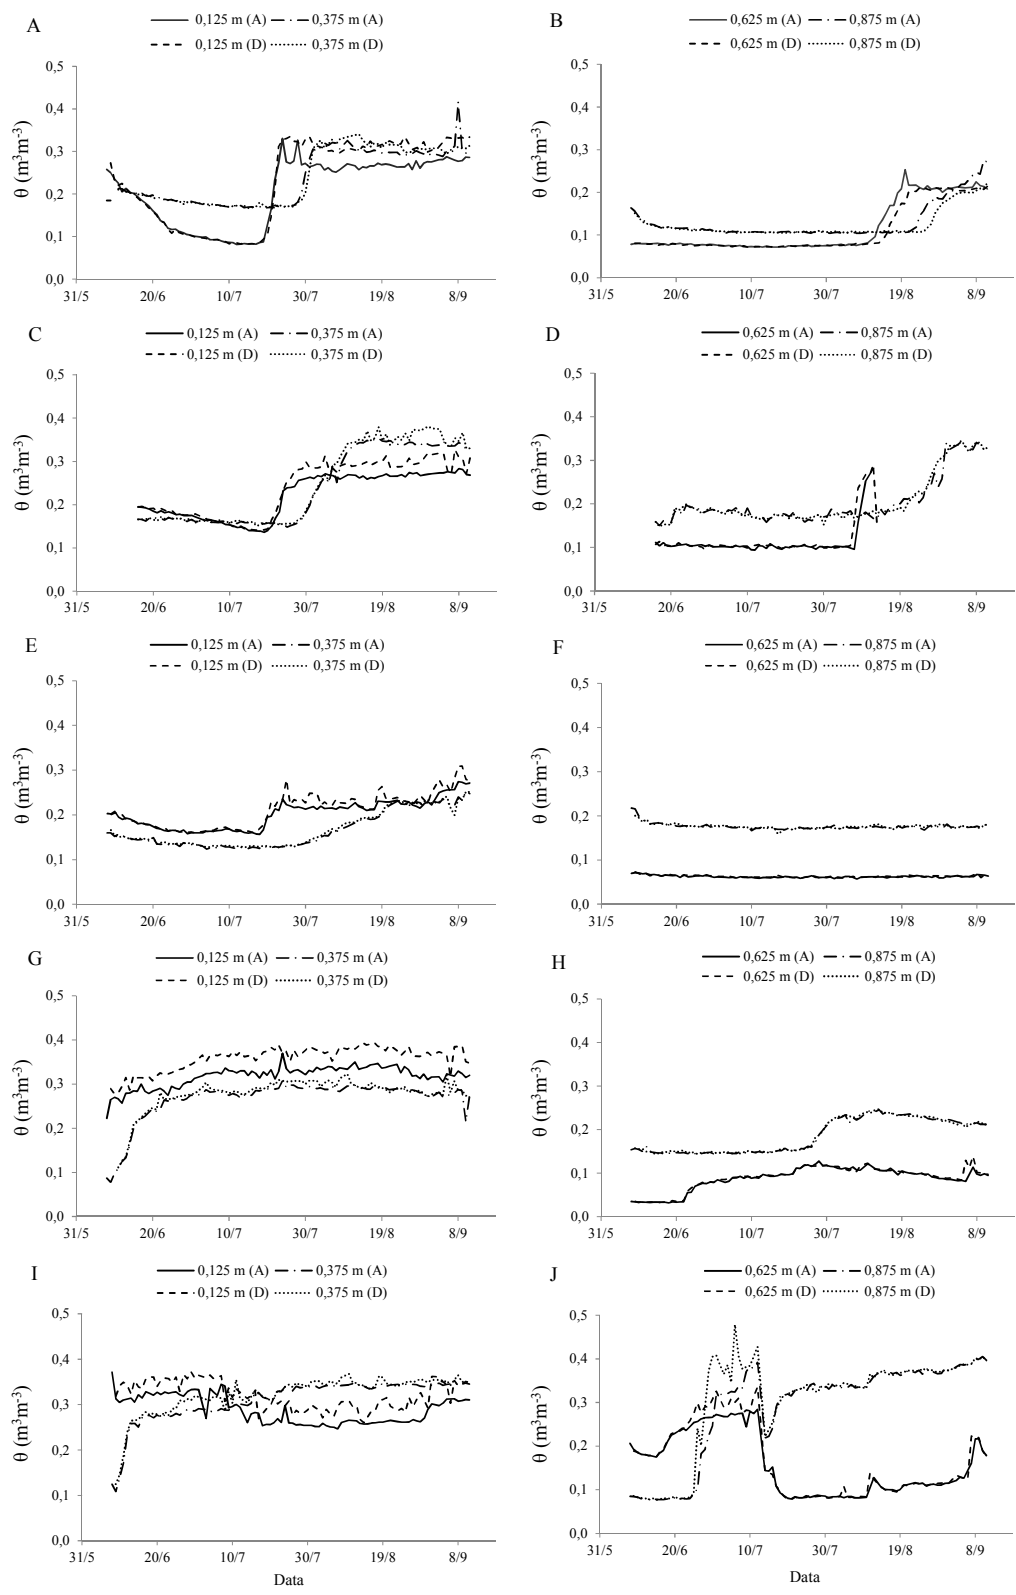 A
0,125 m (A) 0,375 m (A)
0,125 m (D) 0,375 m (D)
θ (m³m⁻³)
0,5
0,4
0,3
0,2
0,1
0,0
31/5 20/6 10/7 30/7 19/8 8/9
B
0,625 m (A) 0,875 m (A)
0,625 m (D) 0,875 m (D)
θ (m³m⁻³)
0,5
0,4
0,3
0,2
0,1
0,0
31/5 20/6 10/7 30/7 19/8 8/9
C
0,125 m (A) 0,375 m (A)
0,125 m (D) 0,375 m (D)
θ (m³m⁻³)
0,5
0,4
0,3
0,2
0,1
0,0
31/5 20/6 10/7 30/7 19/8 8/9
D
0,625 m (A) 0,875 m (A)
0,625 m (D) 0,875 m (D)
θ (m³m⁻³)
0,5
0,4
0,3
0,2
0,1
0,0
31/5 20/6 10/7 30/7 19/8 8/9
E
0,125 m (A) 0,375 m (A)
0,125 m (D) 0,375 m (D)
θ (m³m⁻³)
0,5
0,4
0,3
0,2
0,1
0,0
31/5 20/6 10/7 30/7 19/8 8/9
F
0,625 m (A) 0,875 m (A)
0,625 m (D) 0,875 m (D)
θ (m³m⁻³)
0,5
0,4
0,3
0,2
0,1
0,0
31/5 20/6 10/7 30/7 19/8 8/9
G
0,125 m (A) 0,375 m (A)
0,125 m (D) 0,375 m (D)
θ (m³m⁻³)
0,5
0,4
0,3
0,2
0,1
0,0
31/5 20/6 10/7 30/7 19/8 8/9
H
0,625 m (A) 0,875 m (A)
0,625 m (D) 0,875 m (D)
θ (m³m⁻³)
0,5
0,4
0,3
0,2
0,1
0,0
31/5 20/6 10/7 30/7 19/8 8/9
I
0,125 m (A) 0,375 m (A)
0,125 m (D) 0,375 m (D)
θ (m³m⁻³)
0,5
0,4
0,3
0,2
0,1
0,0
31/5 20/6 10/7 30/7 19/8 8/9
Data
J
0,625 m (A) 0,875 m (A)
0,625 m (D) 0,875 m (D)
θ (m³m⁻³)
0,5
0,4
0,3
0,2
0,1
0,0
31/5 20/6 10/7 30/7 19/8 8/9
Data